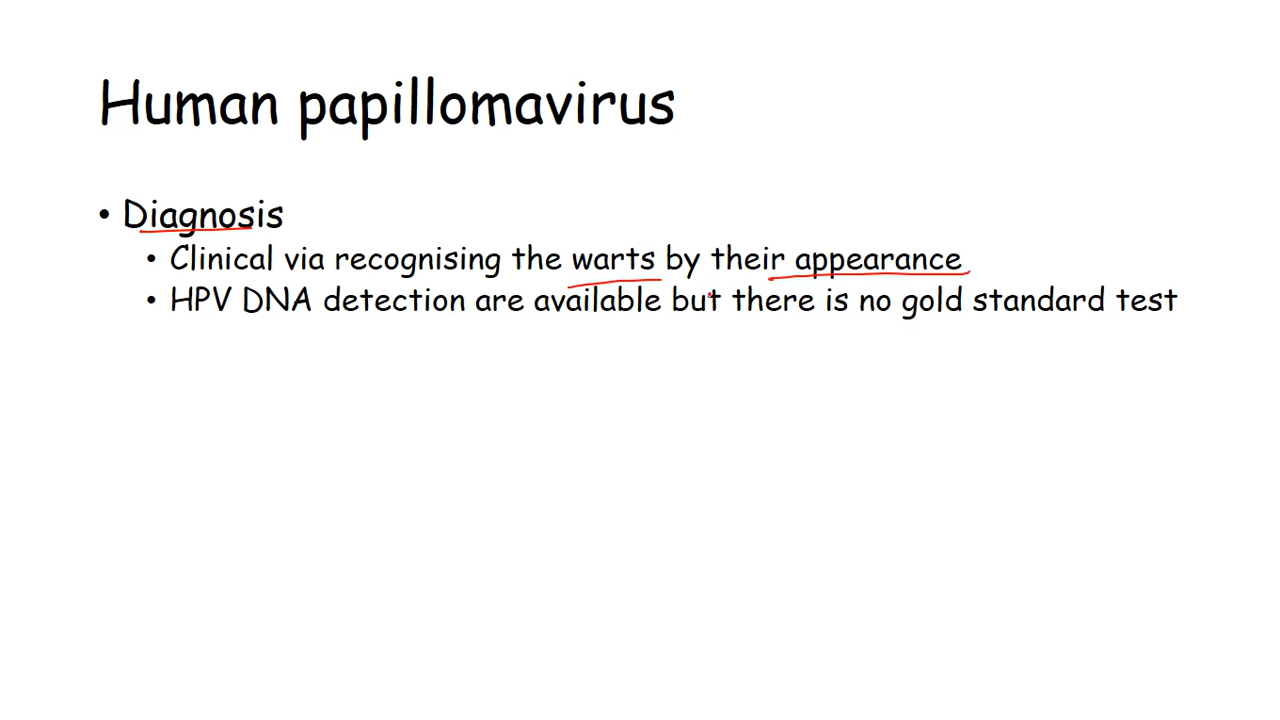 Human papillomavirus
• Diagnosis
• Clinical via recognising the warts by their appearance
• HPV DNA detection are available but there is no gold standard test